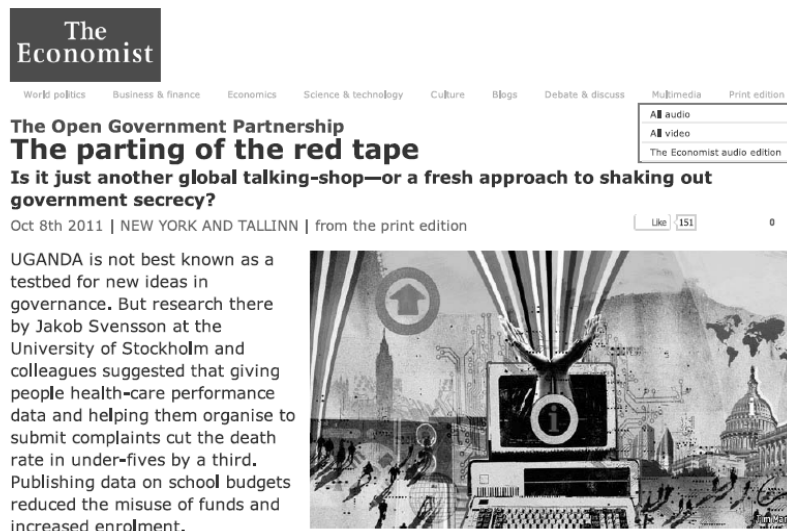 The
Economist
World politics Business & finance Economics Science & technology Culture Blogs Debate & discuss Multimedia Print edition
All audio
All video
The Economist audio edition
The Open Government Partnership
The parting of the red tape
Is it just another global talking-shop—or a fresh approach to shaking out
government secrecy?
Oct 8th 2011 | NEW YORK AND TALLINN | from the print edition
Like 151 0
UGANDA is not best known as a
testbed for new ideas in
governance. But research there
by Jakob Svensson at the
University of Stockholm and
colleagues suggested that giving
people health-care performance
data and helping them organise to
submit complaints cut the death
rate in under-fives by a third.
Publishing data on school budgets
reduced the misuse of funds and
increased enrolment.
i
Tim